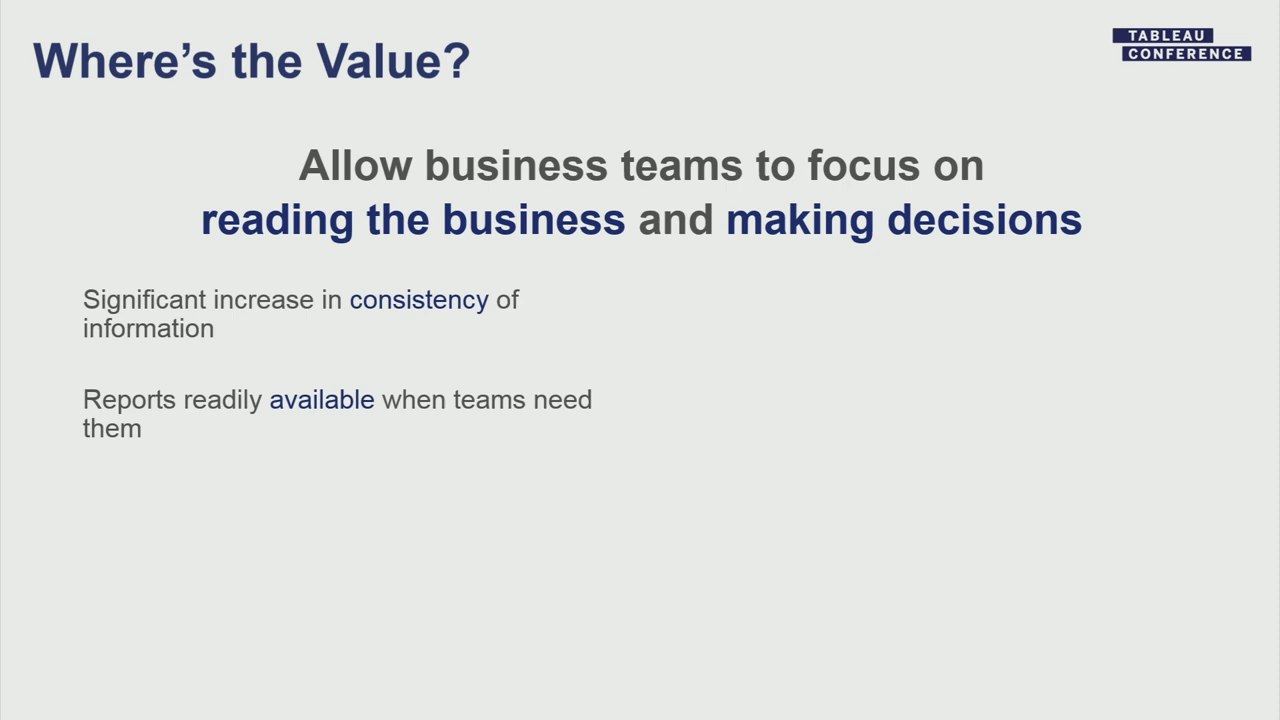 Where’s the Value?
TABLEAU
CONFERENCE
Allow business teams to focus on
reading the business and making decisions
Significant increase in consistency of
information
Reports readily available when teams need
them